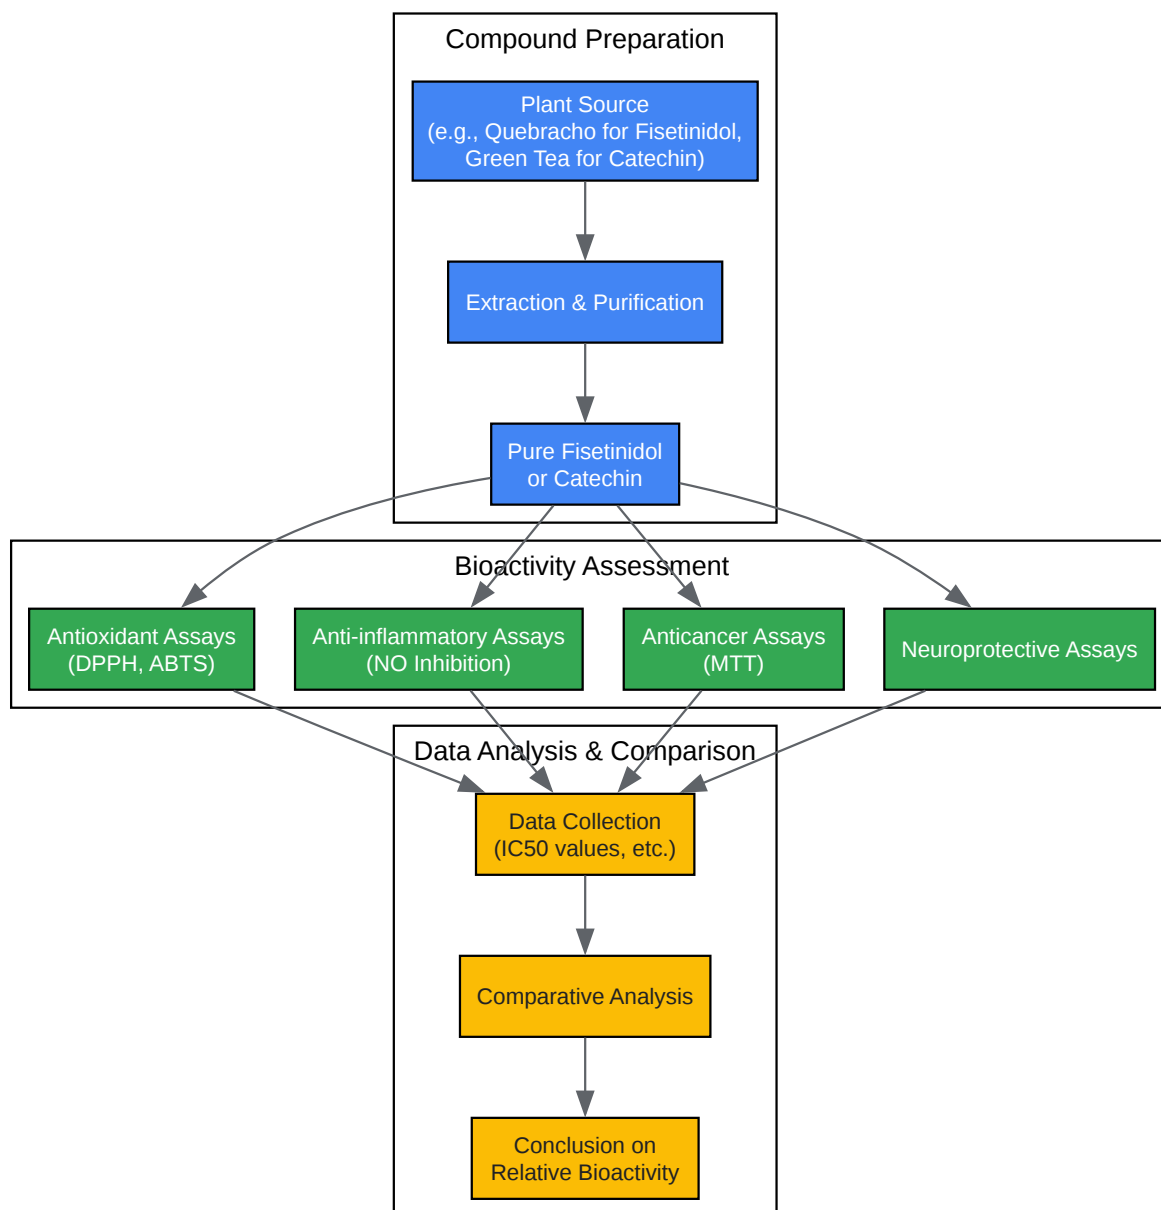 Compound Preparation
Plant Source
(e.g., Quebracho for Fisetinidol,
Green Tea for Catechin)
Extraction & Purification
Pure Fisetinidol
or Catechin
Bioactivity Assessment
Antioxidant Assays
(DPPH, ABTS)
Anti-inflammatory Assays
(NO Inhibition)
Anticancer Assays
(MTT)
Neuroprotective Assays
Data Analysis & Comparison
Data Collection
(IC50 values, etc.)
Comparative Analysis
Conclusion on
Relative Bioactivity